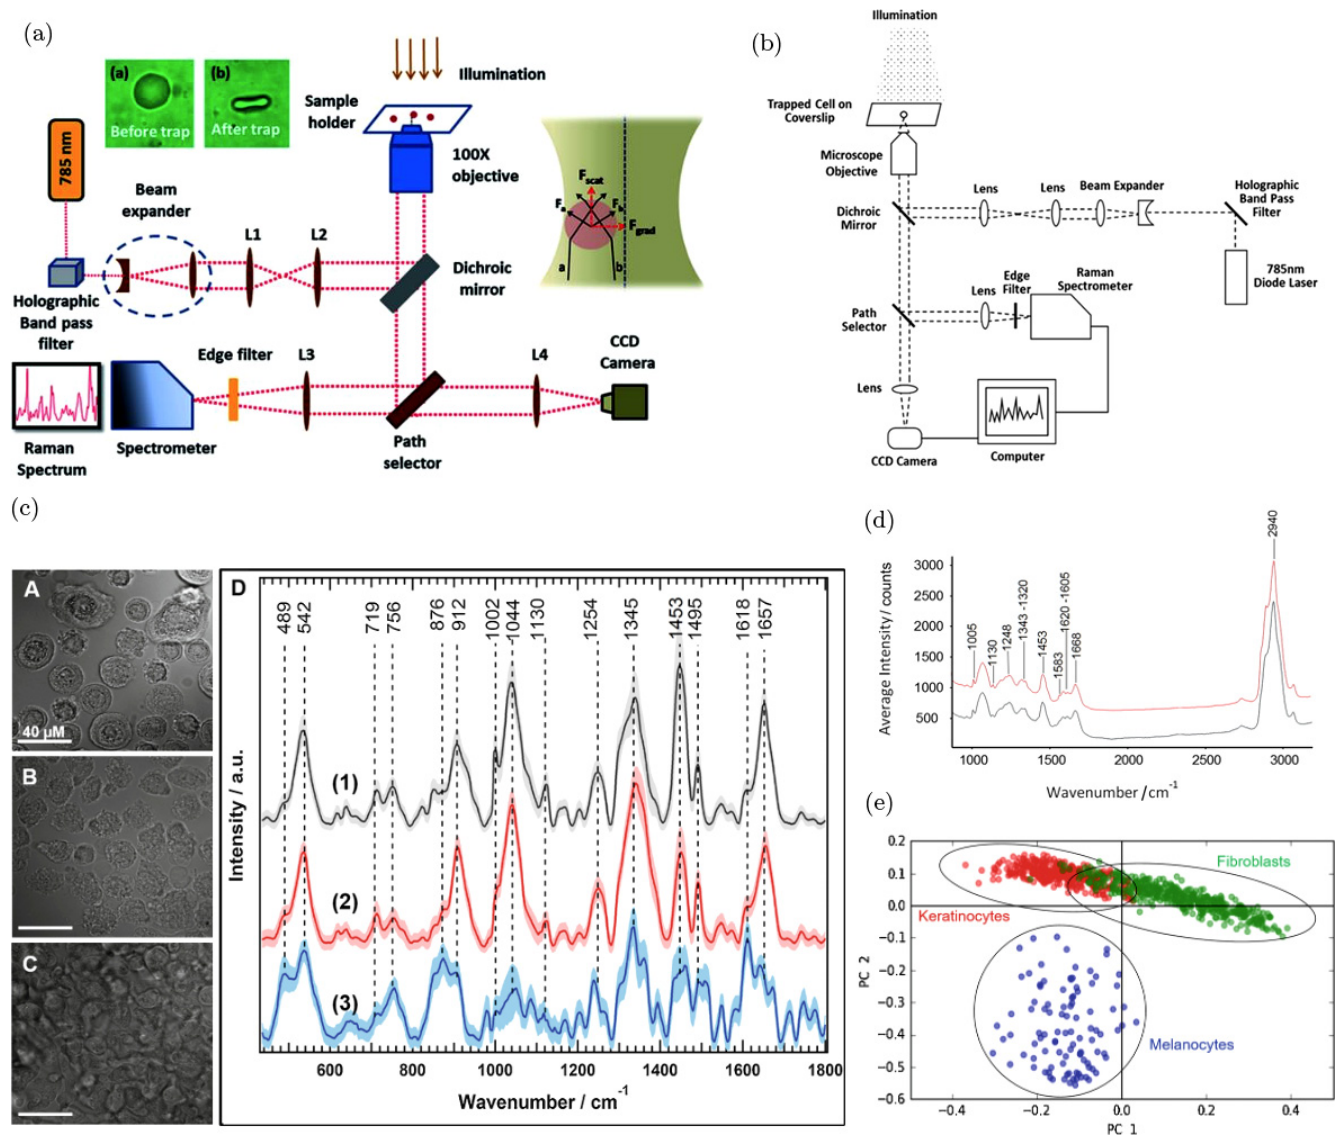 (a)
(a)
Before trap
(b)
After trap
Illumination
Sample
holder
100X
objective
785 nm
Beam
expander
L1
L2
Dichroic
mirror
Holographic
Band pass
filter
F_scat
F_a
F_b
F_grad
a
b
Edge filter
L3
L4
CCD
Camera
Raman
Spectrum
Spectrometer
Path
selector
(b)
Illumination
Trapped Cell on
Coverslip
Microscope
Objective
Dichroic
Mirror
Lens
Lens
Beam Expander
Holographic
Band Pass
Filter
785nm
Diode Laser
Path
Selector
Lens
Edge
Filter
Raman
Spectrometer
Lens
CCD Camera
Computer
(c)
A
40 µM
B
C
D
489
542
719
756
876
912
1002
1044
1130
1254
1345
1453
1495
1618
1657
(1)
(2)
(3)
Intensity / a.u.
600
800
1000
1200
1400
1600
1800
Wavenumber / cm⁻¹
(d)
Average Intensity / counts
3000
2500
2000
1500
1000
500
1005
1130
1248
1343 -1320
1453
1583
1620 -1605
1668
2940
1000
1500
2000
2500
3000
Wavenumber /cm⁻¹
(e)
PC 2
0.2
0.1
0.0
−0.1
−0.2
−0.3
−0.4
−0.5
−0.6
Fibroblasts
Keratinocytes
Melanocytes
−0.4
−0.2
0.0
0.2
0.4
PC 1